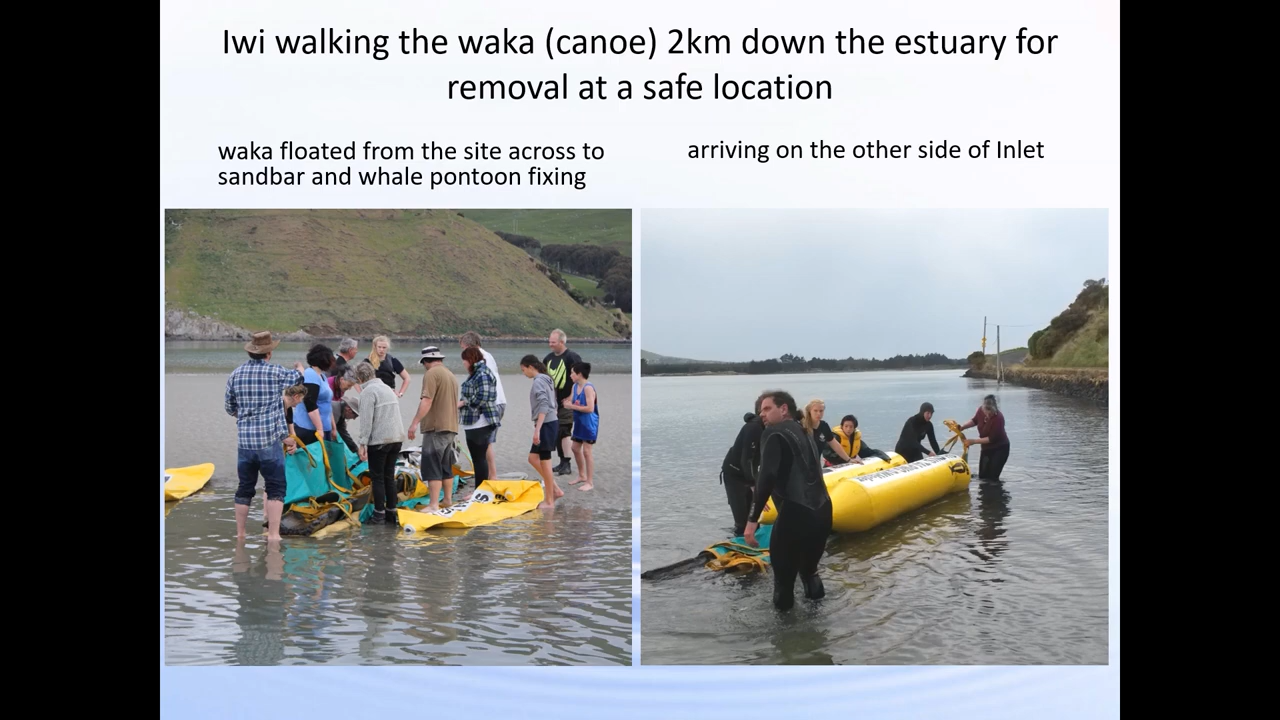 Iwi walking the waka (canoe) 2km down the estuary for
removal at a safe location
waka floated from the site across to
sandbar and whale pontoon fixing
arriving on the other side of Inlet